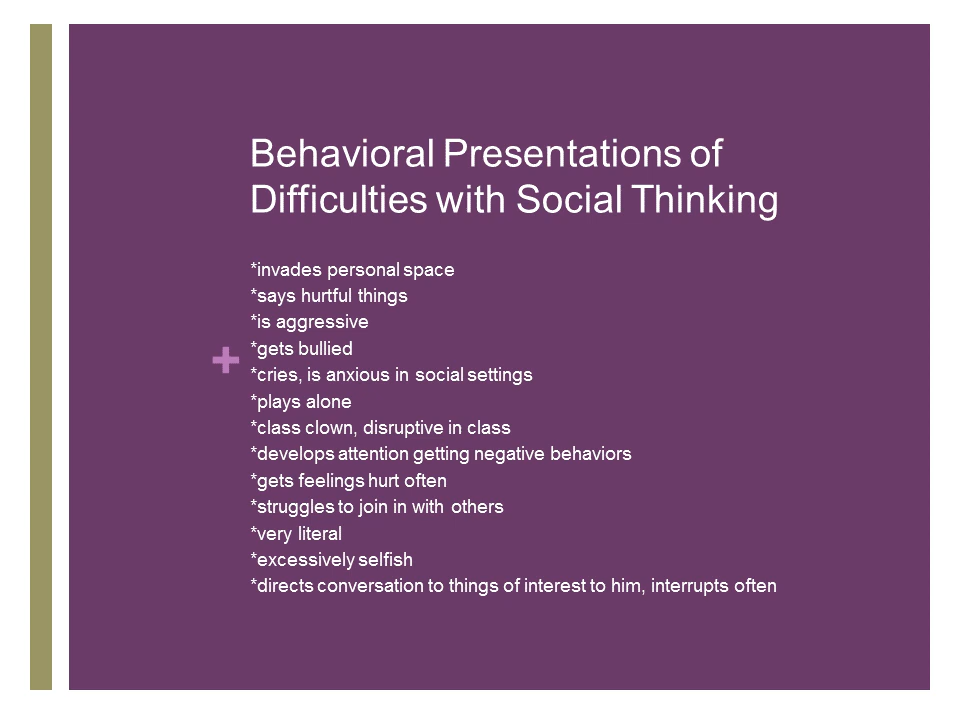 Behavioral Presentations of
Difficulties with Social Thinking
*invades personal space
*says hurtful things
*is aggressive
*gets bullied
+
*cries, is anxious in social settings
*plays alone
*class clown, disruptive in class
*develops attention getting negative behaviors
*gets feelings hurt often
*struggles to join in with others
*very literal
*excessively selfish
*directs conversation to things of interest to him, interrupts often